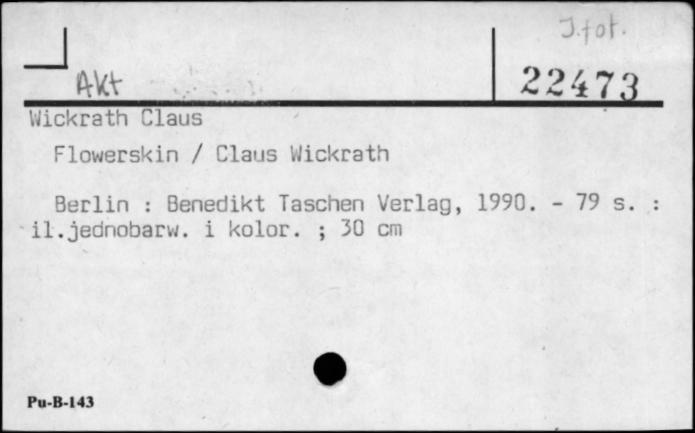 J.fot.
Akt
22473
Wickrath Claus
Flowerskin / Claus Wickrath
Berlin : Benedikt Taschen Verlag, 1990. - 79 s. :
il.jednobarw. i kolor. ; 30 cm
Pu-B-143